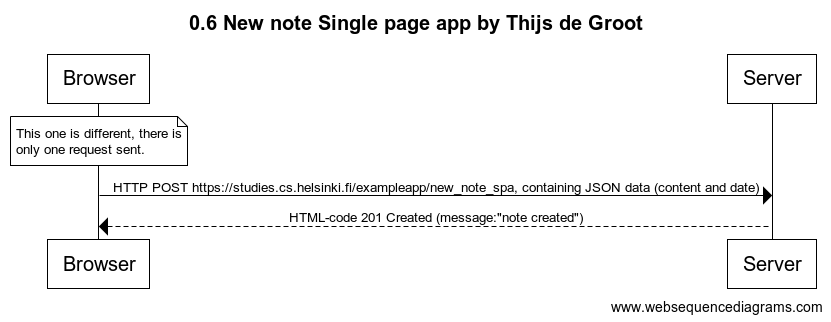 0.6 New note Single page app by Thijs de Groot
Browser
Server
This one is different, there is
only one request sent.
HTTP POST https://studies.cs.helsinki.fi/exampleapp/new_note_spa, containing JSON data (content and date)
HTML-code 201 Created (message:"note created")
Browser
Server
www.websequencediagrams.com